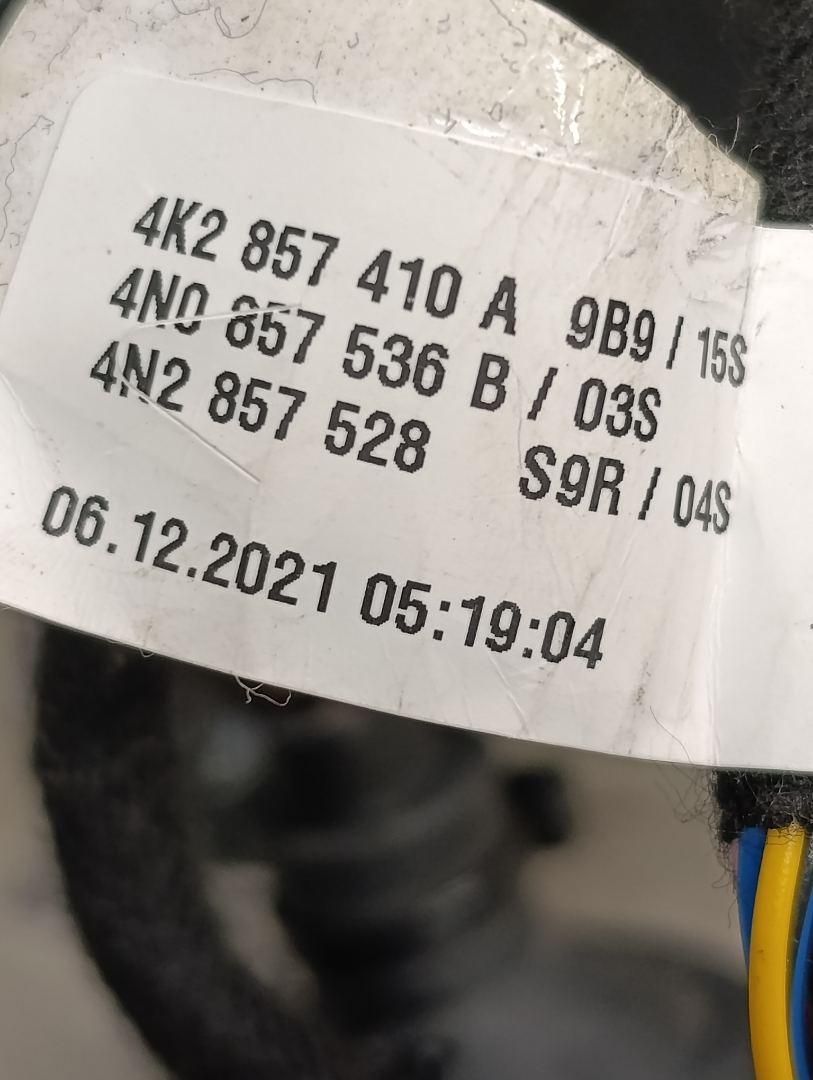 4K2 857 410 A 9B9 / 15S
4N0 857 536 B / 03S
4N2 857 528 S9R / 04S
06.12.2021 05:19:04